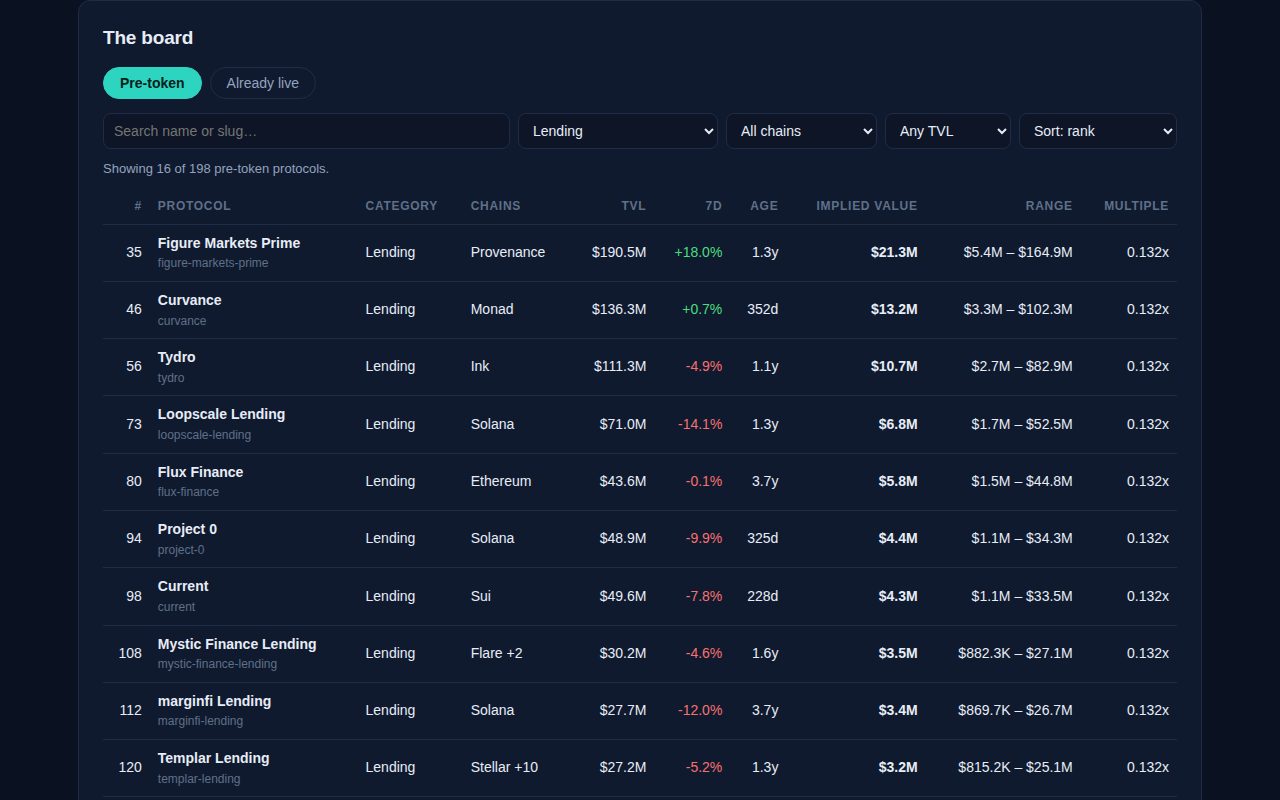 The board
Pre-token Already live
Search name or slug… Lending All chains Any TVL Sort: rank
Showing 16 of 198 pre-token protocols.
# PROTOCOL CATEGORY CHAINS TVL 7D AGE IMPLIED VALUE RANGE MULTIPLE
35 Figure Markets Prime Lending Provenance $190.5M +18.0% 1.3y $21.3M $5.4M – $164.9M 0.132x
figure-markets-prime
46 Curvance Lending Monad $136.3M +0.7% 352d $13.2M $3.3M – $102.3M 0.132x
curvance
56 Tydro Lending Ink $111.3M -4.9% 1.1y $10.7M $2.7M – $82.9M 0.132x
tydro
73 Loopscale Lending Lending Solana $71.0M -14.1% 1.3y $6.8M $1.7M – $52.5M 0.132x
loopscale-lending
80 Flux Finance Lending Ethereum $43.6M -0.1% 3.7y $5.8M $1.5M – $44.8M 0.132x
flux-finance
94 Project 0 Lending Solana $48.9M -9.9% 325d $4.4M $1.1M – $34.3M 0.132x
project-0
98 Current Lending Sui $49.6M -7.8% 228d $4.3M $1.1M – $33.5M 0.132x
current
108 Mystic Finance Lending Lending Flare +2 $30.2M -4.6% 1.6y $3.5M $882.3K – $27.1M 0.132x
mystic-finance-lending
112 marginfi Lending Lending Solana $27.7M -12.0% 3.7y $3.4M $869.7K – $26.7M 0.132x
marginfi-lending
120 Templar Lending Lending Stellar +10 $27.2M -5.2% 1.3y $3.2M $815.2K – $25.1M 0.132x
templar-lending